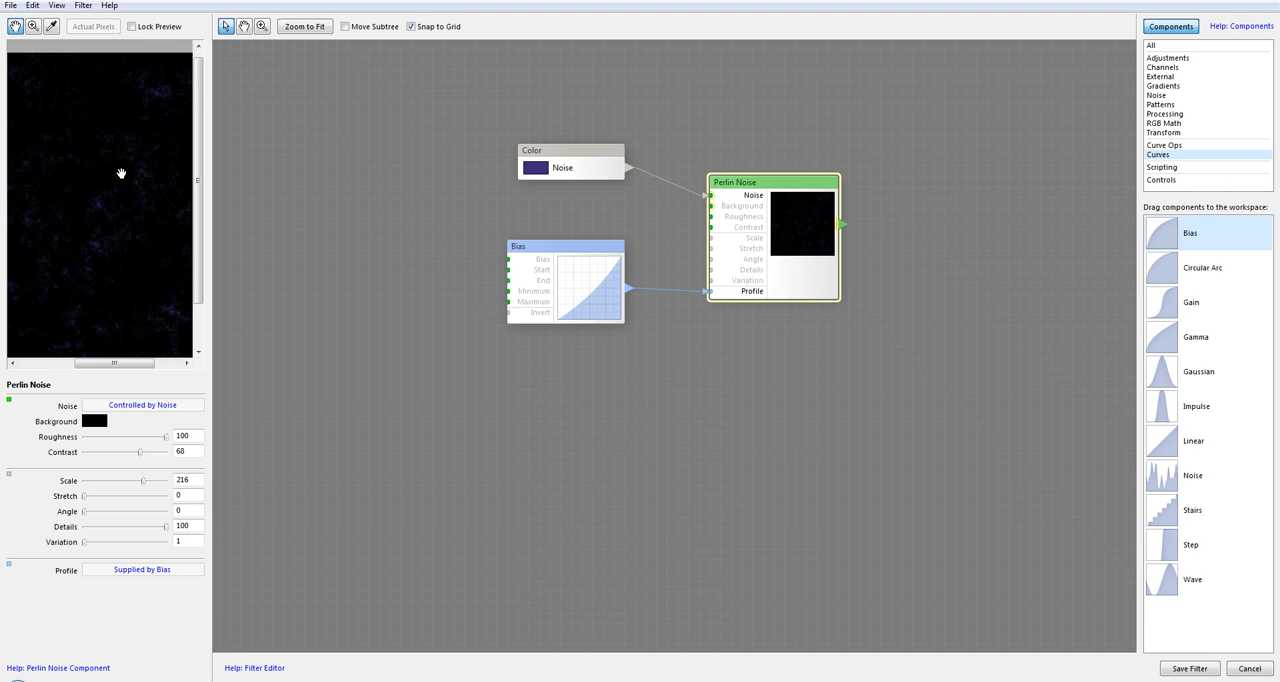 File Edit View Filter Help
Actual Pixels Lock Preview Zoom to Fit Move Subtree Snap to Grid Components Help: Components
All
Adjustments
Channels
External
Gradients
Noise
Patterns
Processing
RGB Math
Transform
Curve Ops
Curves
Scripting
Controls
Color
Noise
Perlin Noise
Noise
Background
Roughness
Contrast
Scale
Stretch
Angle
Details
Variation
Profile
Bias
Bias
Start
End
Minimum
Maximum
Invert
Drag components to the workspace:
Bias
Circular Arc
Gain
Gamma
Gaussian
Impulse
Linear
Noise
Stairs
Step
Wave
Perlin Noise
Noise Controlled by Noise
Background
Roughness 100
Contrast 68
Scale 216
Stretch 0
Angle 0
Details 100
Variation 1
Profile Supplied by Bias
Help: Perlin Noise Component Help: Filter Editor Save Filter Cancel